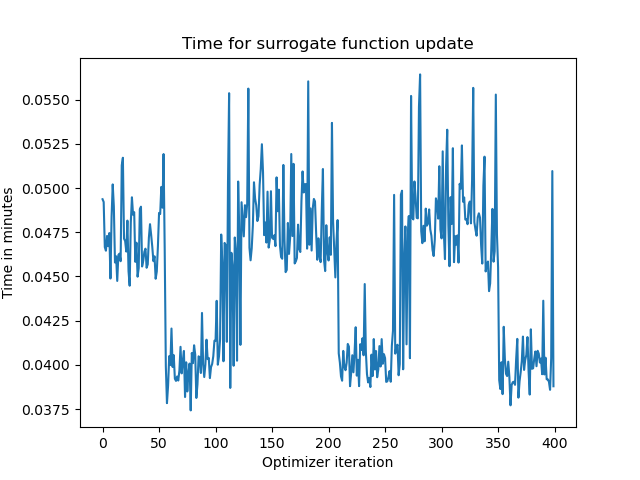 Time for surrogate function update
0.0550
0.0525
0.0500
0.0475
0.0450
0.0425
0.0400
0.0375
Time in minutes
0 50 100 150 200 250 300 350 400
Optimizer iteration